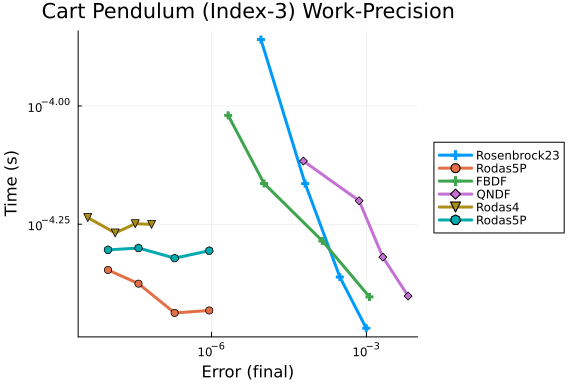 Cart Pendulum (Index-3) Work-Precision
Time (s)
10^-4.00
10^-4.25
10^-6
10^-3
Error (final)
Rosenbrock23
Rodas5P
FBDF
QNDF
Rodas4
Rodas5P